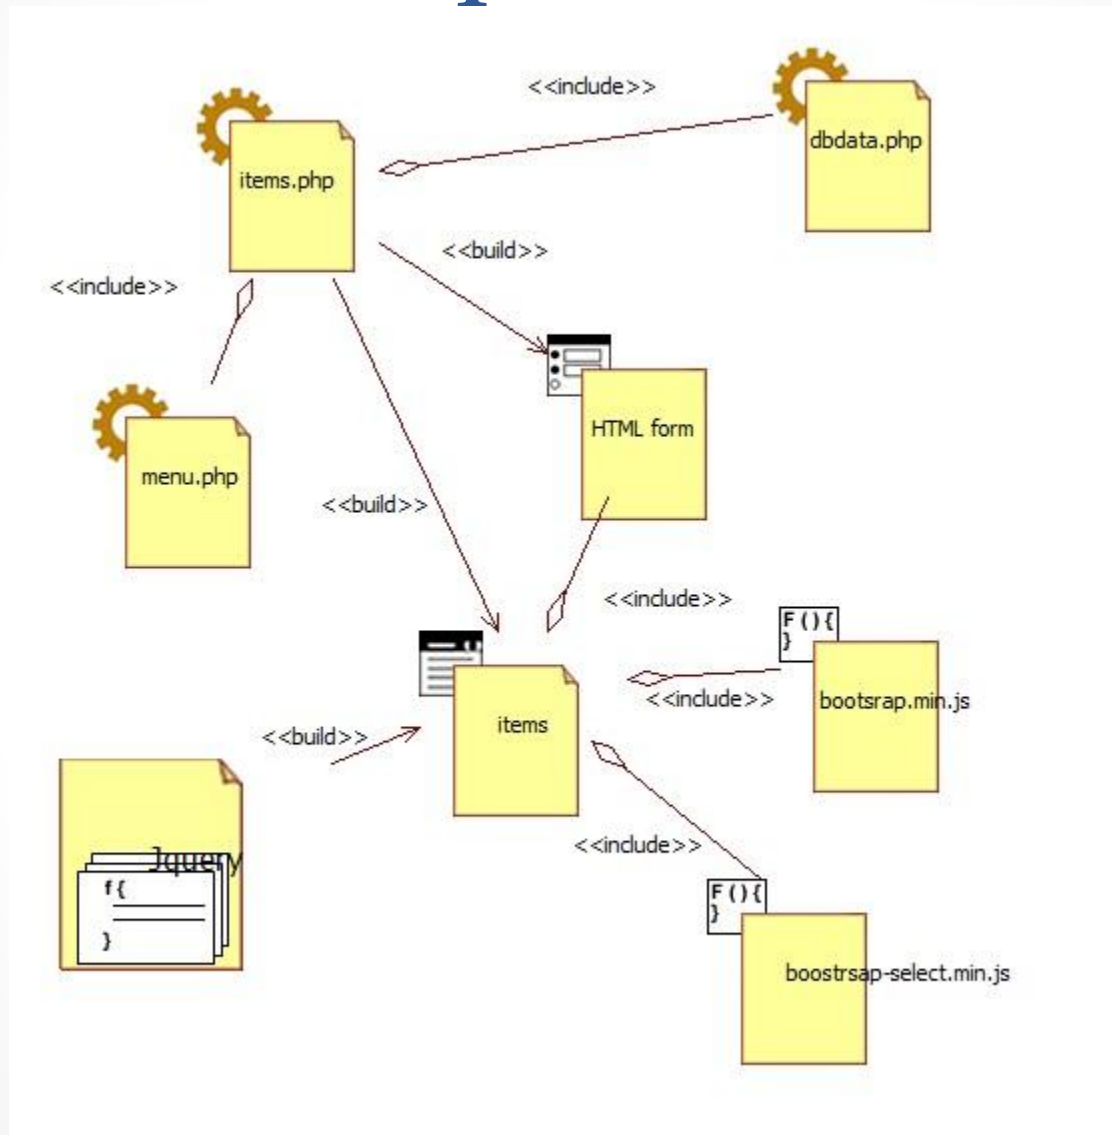 <<include>>
dbdata.php
items.php
<<build>>
<<include>>
HTML form
menu.php
<<build>>
<<include>>
F(){
}
<<include>>
bootsrap.min.js
items
<<build>>
<<include>>
Jquery
f{
}
F(){
}
boostrsap-select.min.js